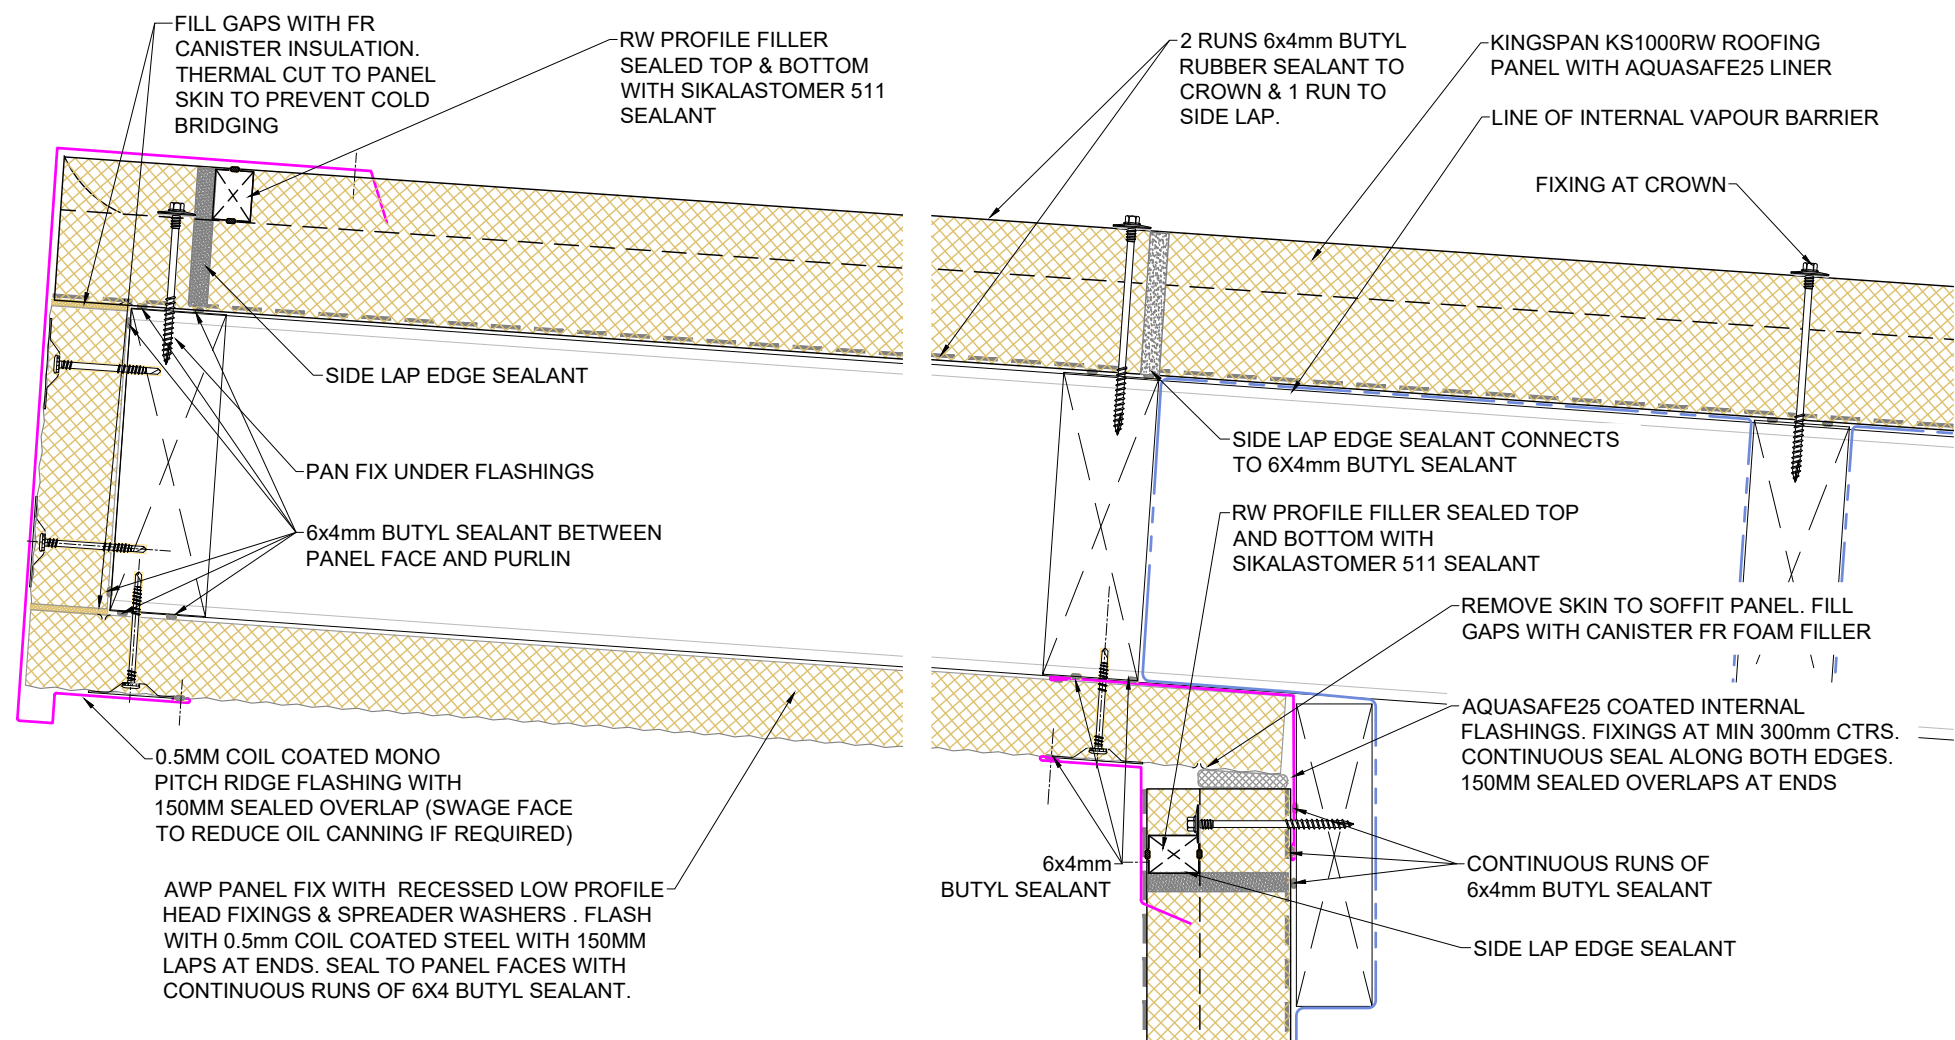 FILL GAPS WITH FR
CANISTER INSULATION.
THERMAL CUT TO PANEL
SKIN TO PREVENT COLD
BRIDGING
RW PROFILE FILLER
SEALED TOP & BOTTOM
WITH SIKALASTOMER 511
SEALANT
2 RUNS 6x4mm BUTYL
RUBBER SEALANT TO
CROWN & 1 RUN TO
SIDE LAP.
KINGSPAN KS1000RW ROOFING
PANEL WITH AQUASAFE25 LINER
LINE OF INTERNAL VAPOUR BARRIER
FIXING AT CROWN
SIDE LAP EDGE SEALANT
PAN FIX UNDER FLASHINGS
6x4mm BUTYL SEALANT BETWEEN
PANEL FACE AND PURLIN
SIDE LAP EDGE SEALANT CONNECTS
TO 6X4mm BUTYL SEALANT
RW PROFILE FILLER SEALED TOP
AND BOTTOM WITH
SIKALASTOMER 511 SEALANT
REMOVE SKIN TO SOFFIT PANEL. FILL
GAPS WITH CANISTER FR FOAM FILLER
AQUASAFE25 COATED INTERNAL
FLASHINGS. FIXINGS AT MIN 300mm CTRS.
CONTINUOUS SEAL ALONG BOTH EDGES.
150MM SEALED OVERLAPS AT ENDS
0.5MM COIL COATED MONO
PITCH RIDGE FLASHING WITH
150MM SEALED OVERLAP (SWAGE FACE
TO REDUCE OIL CANNING IF REQUIRED)
6x4mm
BUTYL SEALANT
CONTINUOUS RUNS OF
6x4mm BUTYL SEALANT
AWP PANEL FIX WITH  RECESSED LOW PROFILE
HEAD FIXINGS & SPREADER WASHERS . FLASH
WITH 0.5mm COIL COATED STEEL WITH 150MM
LAPS AT ENDS. SEAL TO PANEL FACES WITH
CONTINUOUS RUNS OF 6X4 BUTYL SEALANT.
SIDE LAP EDGE SEALANT